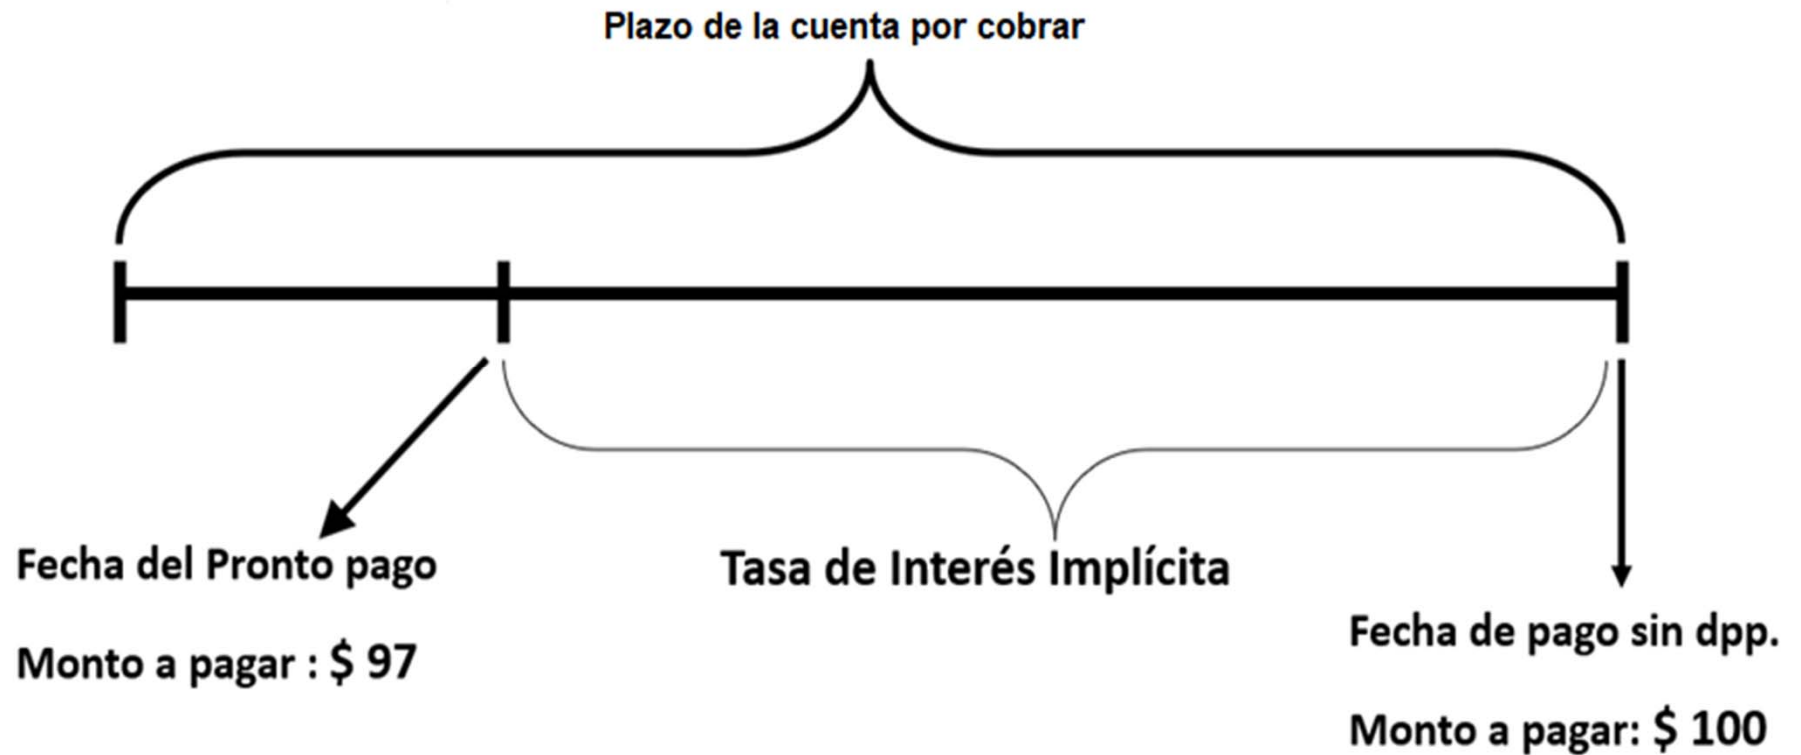 Plazo de la cuenta por cobrar
Fecha del Pronto pago
Monto a pagar : $ 97
Tasa de Interés Implícita
Fecha de pago sin dpp.
Monto a pagar: $ 100